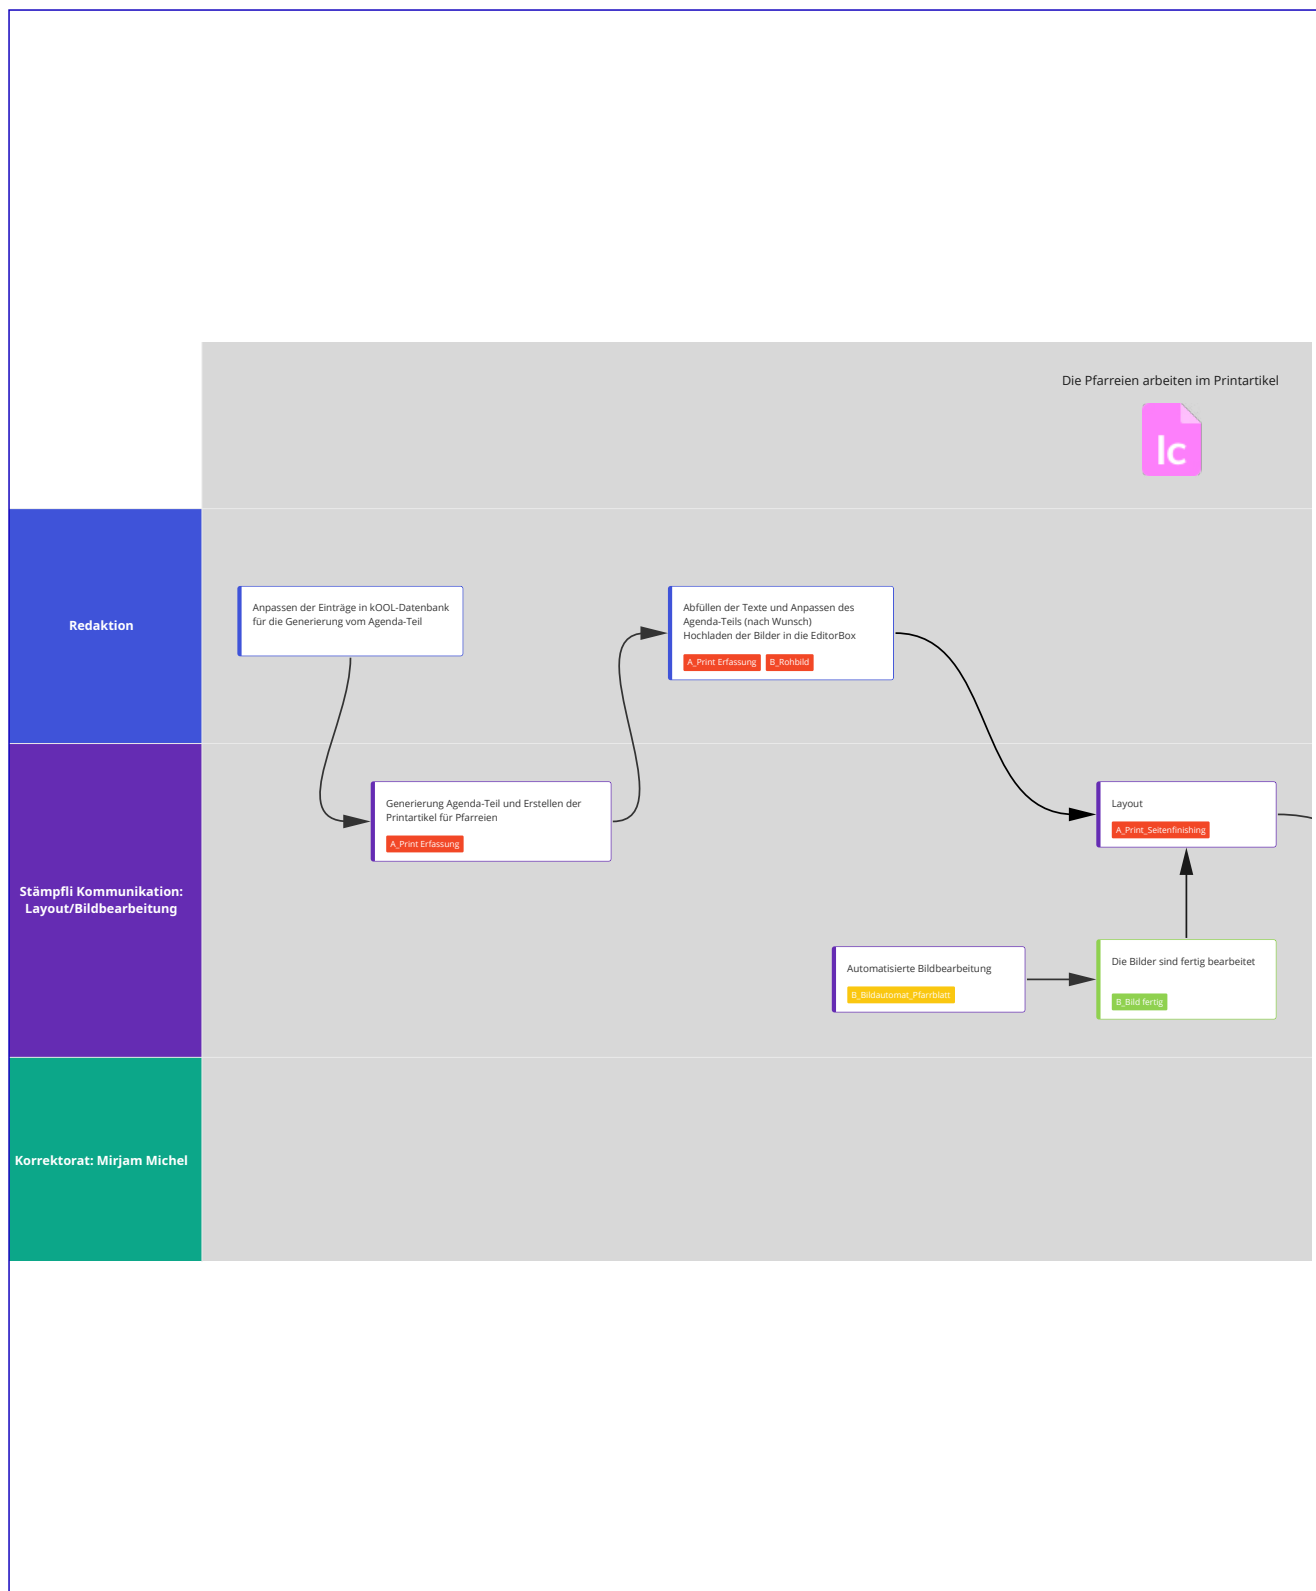 Die Pfarreien arbeiten im Printartikel
lc
Redaktion
Anpassen der Einträge in kOOL-Datenbank
für die Generierung vom Agenda-Teil
Abfüllen der Texte und Anpassen des
Agenda-Teils (nach Wunsch)
Hochladen der Bilder in die EditorBox
A_Print Erfassung B_Rohbild
Stämpfli Kommunikation:
Layout/Bildbearbeitung
Generierung Agenda-Teil und Erstellen der
Printartikel für Pfarreien
A_Print Erfassung
Layout
A_Print_Seitenfinishing
Automatisierte Bildbearbeitung
B_Bildautomat_Pfarrblatt
Die Bilder sind fertig bearbeitet
B_Bild fertig
Korrektorat: Mirjam Michel